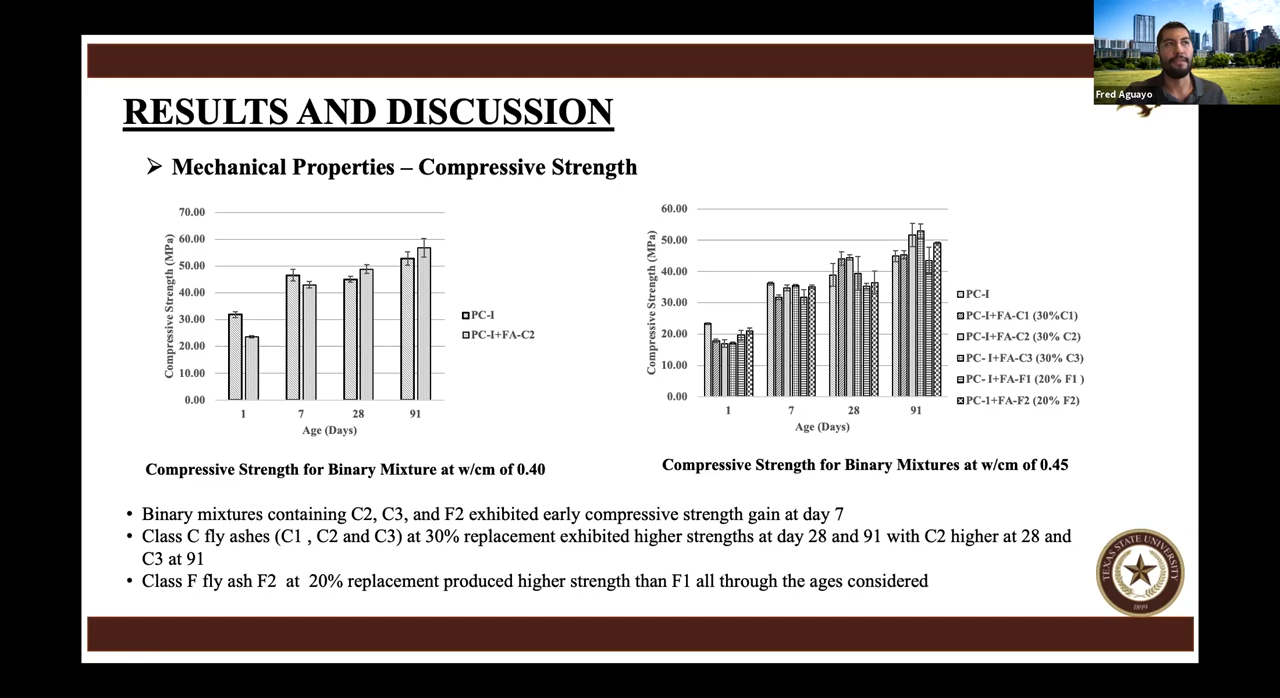 Fred Aguayo
RESULTS AND DISCUSSION
➢ Mechanical Properties – Compressive Strength
70.00
60.00
50.00
40.00
30.00
20.00
10.00
0.00
Compressive Strength (MPa)
1 7 28 91
Age (Days)
PC-I
PC-I+FA-C2
Compressive Strength for Binary Mixture at w/cm of 0.40
60.00
50.00
40.00
30.00
20.00
10.00
0.00
Compressive Strength (MPa)
1 7 28 91
Age (Days)
PC-I
PC-I+FA-C1 (30%C1)
PC-I+FA-C2 (30% C2)
PC- I+FA-C3 (30% C3)
PC- I+FA-F1 (20% F1 )
PC-1+FA-F2 (20% F2)
Compressive Strength for Binary Mixtures at w/cm of 0.45
• Binary mixtures containing C2, C3, and F2 exhibited early compressive strength gain at day 7
• Class C fly ashes (C1 , C2 and C3) at 30% replacement exhibited higher strengths at day 28 and 91 with C2 higher at 28 and
C3 at 91
• Class F fly ash F2 at 20% replacement produced higher strength than F1 all through the ages considered
TEXAS STATE UNIVERSITY
1899